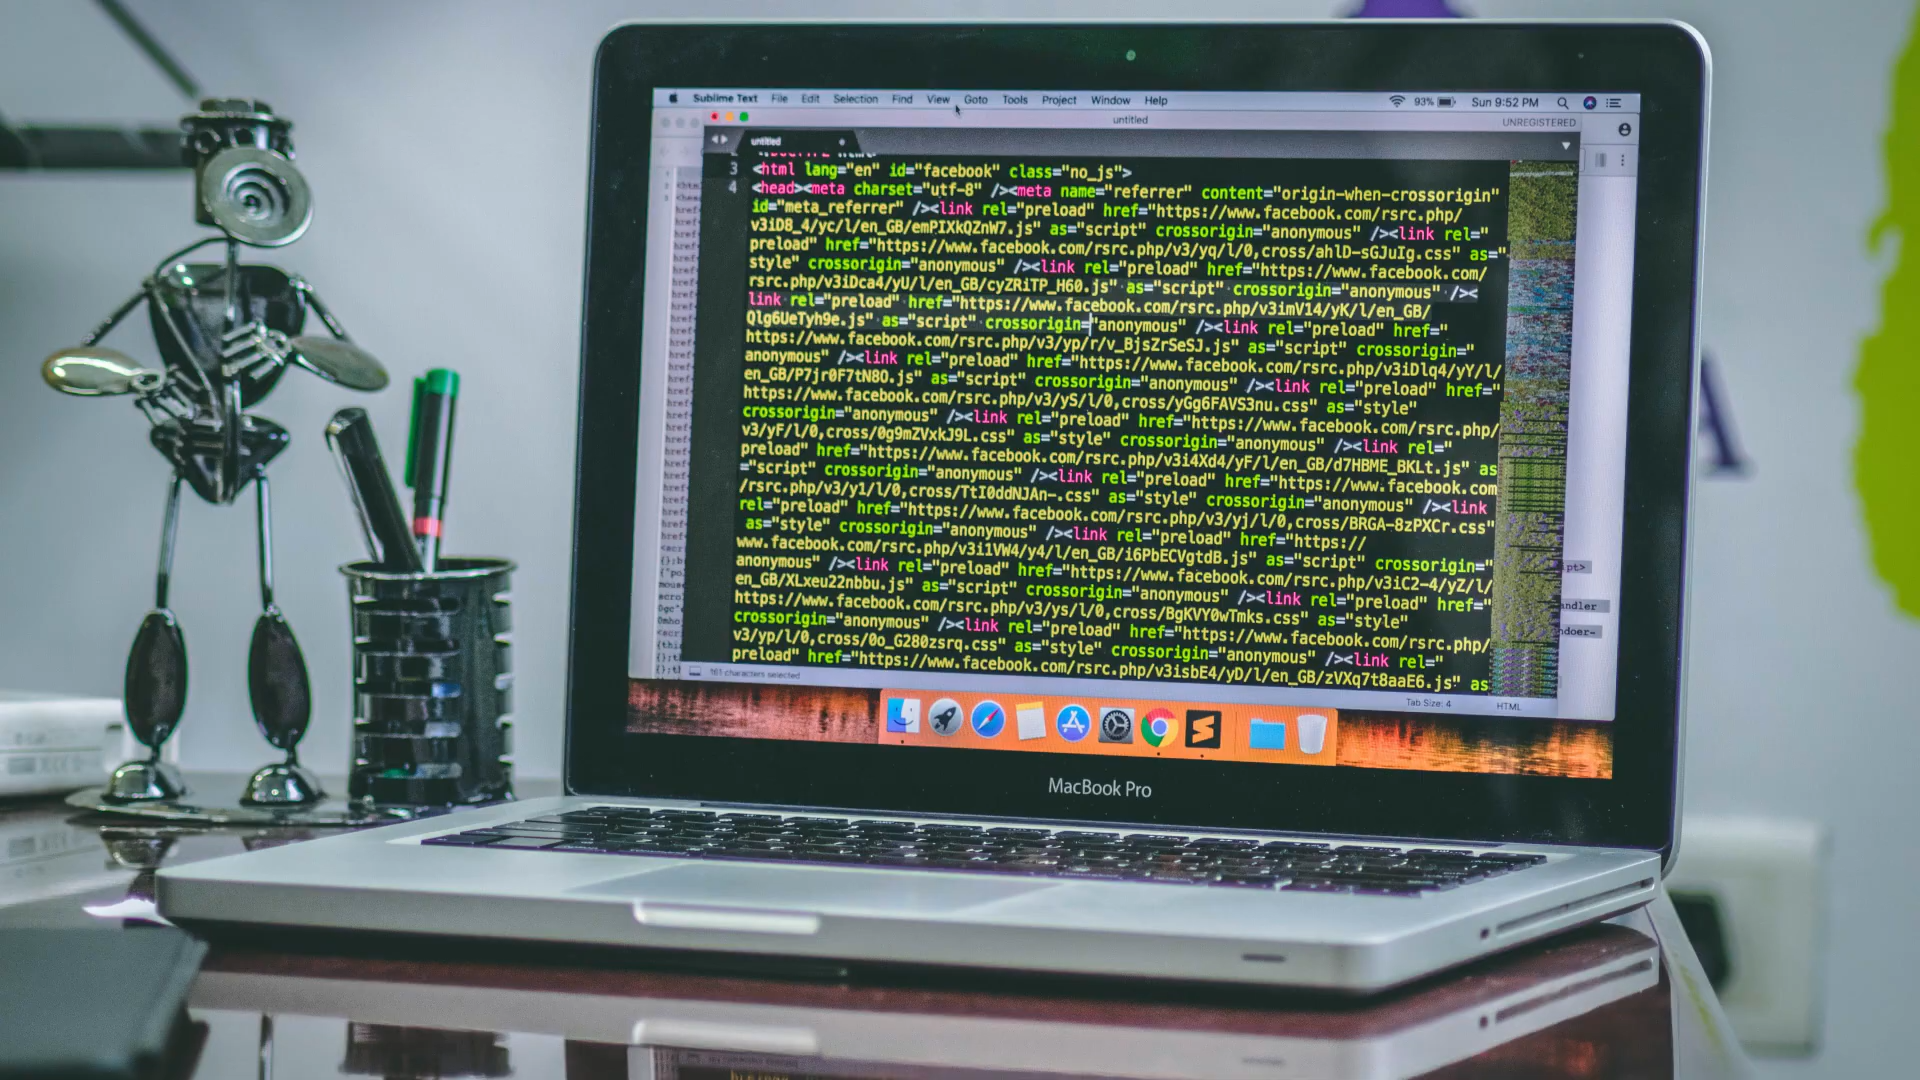 Sublime Text File Edit Selection Find View Goto Tools Project Window Help 93% Sun 9:52 PM
untitled
UNREGISTERED
untitled
3 <html lang="en" id="facebook" class="no_js">
4 <head><meta charset="utf-8" /><meta name="referrer" content="origin-when-crossorigin"
id="meta_referrer" /><link rel="preload" href="https://www.facebook.com/rsrc.php/
v3iD8_4/yc/l/en_GB/emPIXkQZnW7.js" as="script" crossorigin="anonymous" /><link rel="
preload" href="https://www.facebook.com/rsrc.php/v3/yq/l/0,cross/ahlD-sGJuIg.css" as="
style" crossorigin="anonymous" /><link rel="preload" href="https://www.facebook.com/
rsrc.php/v3iDca4/yU/l/en_GB/cyZRiTP_H60.js" as="script" crossorigin="anonymous" /><
link rel="preload" href="https://www.facebook.com/rsrc.php/v3imV14/yK/l/en_GB/
Qlg6UeTyh9e.js" as="script" crossorigin="anonymous" /><link rel="preload" href="
https://www.facebook.com/rsrc.php/v3/yp/r/v_BjsZrSeSJ.js" as="script" crossorigin="
anonymous" /><link rel="preload" href="https://www.facebook.com/rsrc.php/v3iDlq4/yY/l/
en_GB/P7jr0F7tN8O.js" as="script" crossorigin="anonymous" /><link rel="preload" href="
https://www.facebook.com/rsrc.php/v3/yS/l/0,cross/yGg6FAVS3nu.css" as="style"
crossorigin="anonymous" /><link rel="preload" href="https://www.facebook.com/rsrc.php/
v3/yF/l/0,cross/0g9mZVxkJ9L.css" as="style" crossorigin="anonymous" /><link rel="
preload" href="https://www.facebook.com/rsrc.php/v3i4Xd4/yF/l/en_GB/d7HBME_BKLt.js" as
="script" crossorigin="anonymous" /><link rel="preload" href="https://www.facebook.com
/rsrc.php/v3/y1/l/0,cross/TtI0ddNJAn-.css" as="style" crossorigin="anonymous" /><link
rel="preload" href="https://www.facebook.com/rsrc.php/v3/yj/l/0,cross/BRGA-8zPXCr.css"
as="style" crossorigin="anonymous" /><link rel="preload" href="https://
www.facebook.com/rsrc.php/v3i1VW4/y4/l/en_GB/i6PbECVgtdB.js" as="script" crossorigin="
anonymous" /><link rel="preload" href="https://www.facebook.com/rsrc.php/v3iC2-4/yZ/l/
en_GB/XLxeu22nbbu.js" as="script" crossorigin="anonymous" /><link rel="preload" href="
https://www.facebook.com/rsrc.php/v3/ys/l/0,cross/BgKVY0wTmks.css" as="style"
crossorigin="anonymous" /><link rel="preload" href="https://www.facebook.com/rsrc.php/
v3/yp/l/0,cross/0o_G280zsrq.css" as="style" crossorigin="anonymous" /><link rel="
preload" href="https://www.facebook.com/rsrc.php/v3isbE4/yD/l/en_GB/zVXq7t8aaE6.js" as
161 characters selected
Tab Size: 4 HTML
MacBook Pro